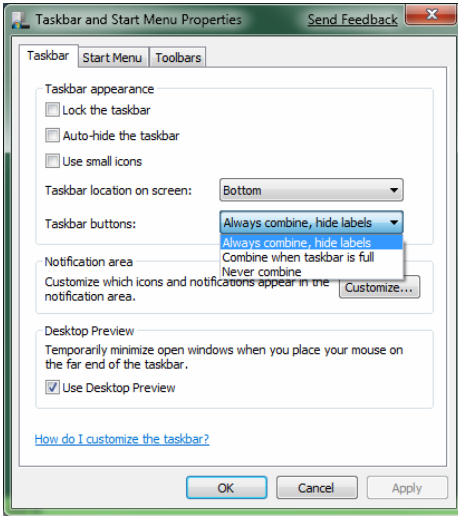 Taskbar and Start Menu Properties
Send Feedback
Taskbar
Start Menu
Toolbars
Taskbar appearance
Lock the taskbar
Auto-hide the taskbar
Use small icons
Taskbar location on screen:
Bottom
Taskbar buttons:
Always combine, hide labels
Always combine, hide labels
Combine when taskbar is full
Never combine
Notification area
Customize which icons and notifications appear in the
notification area.
Customize...
Desktop Preview
Temporarily minimize open windows when you place your mouse on
the far end of the taskbar.
Use Desktop Preview
How do I customize the taskbar?
OK
Cancel
Apply